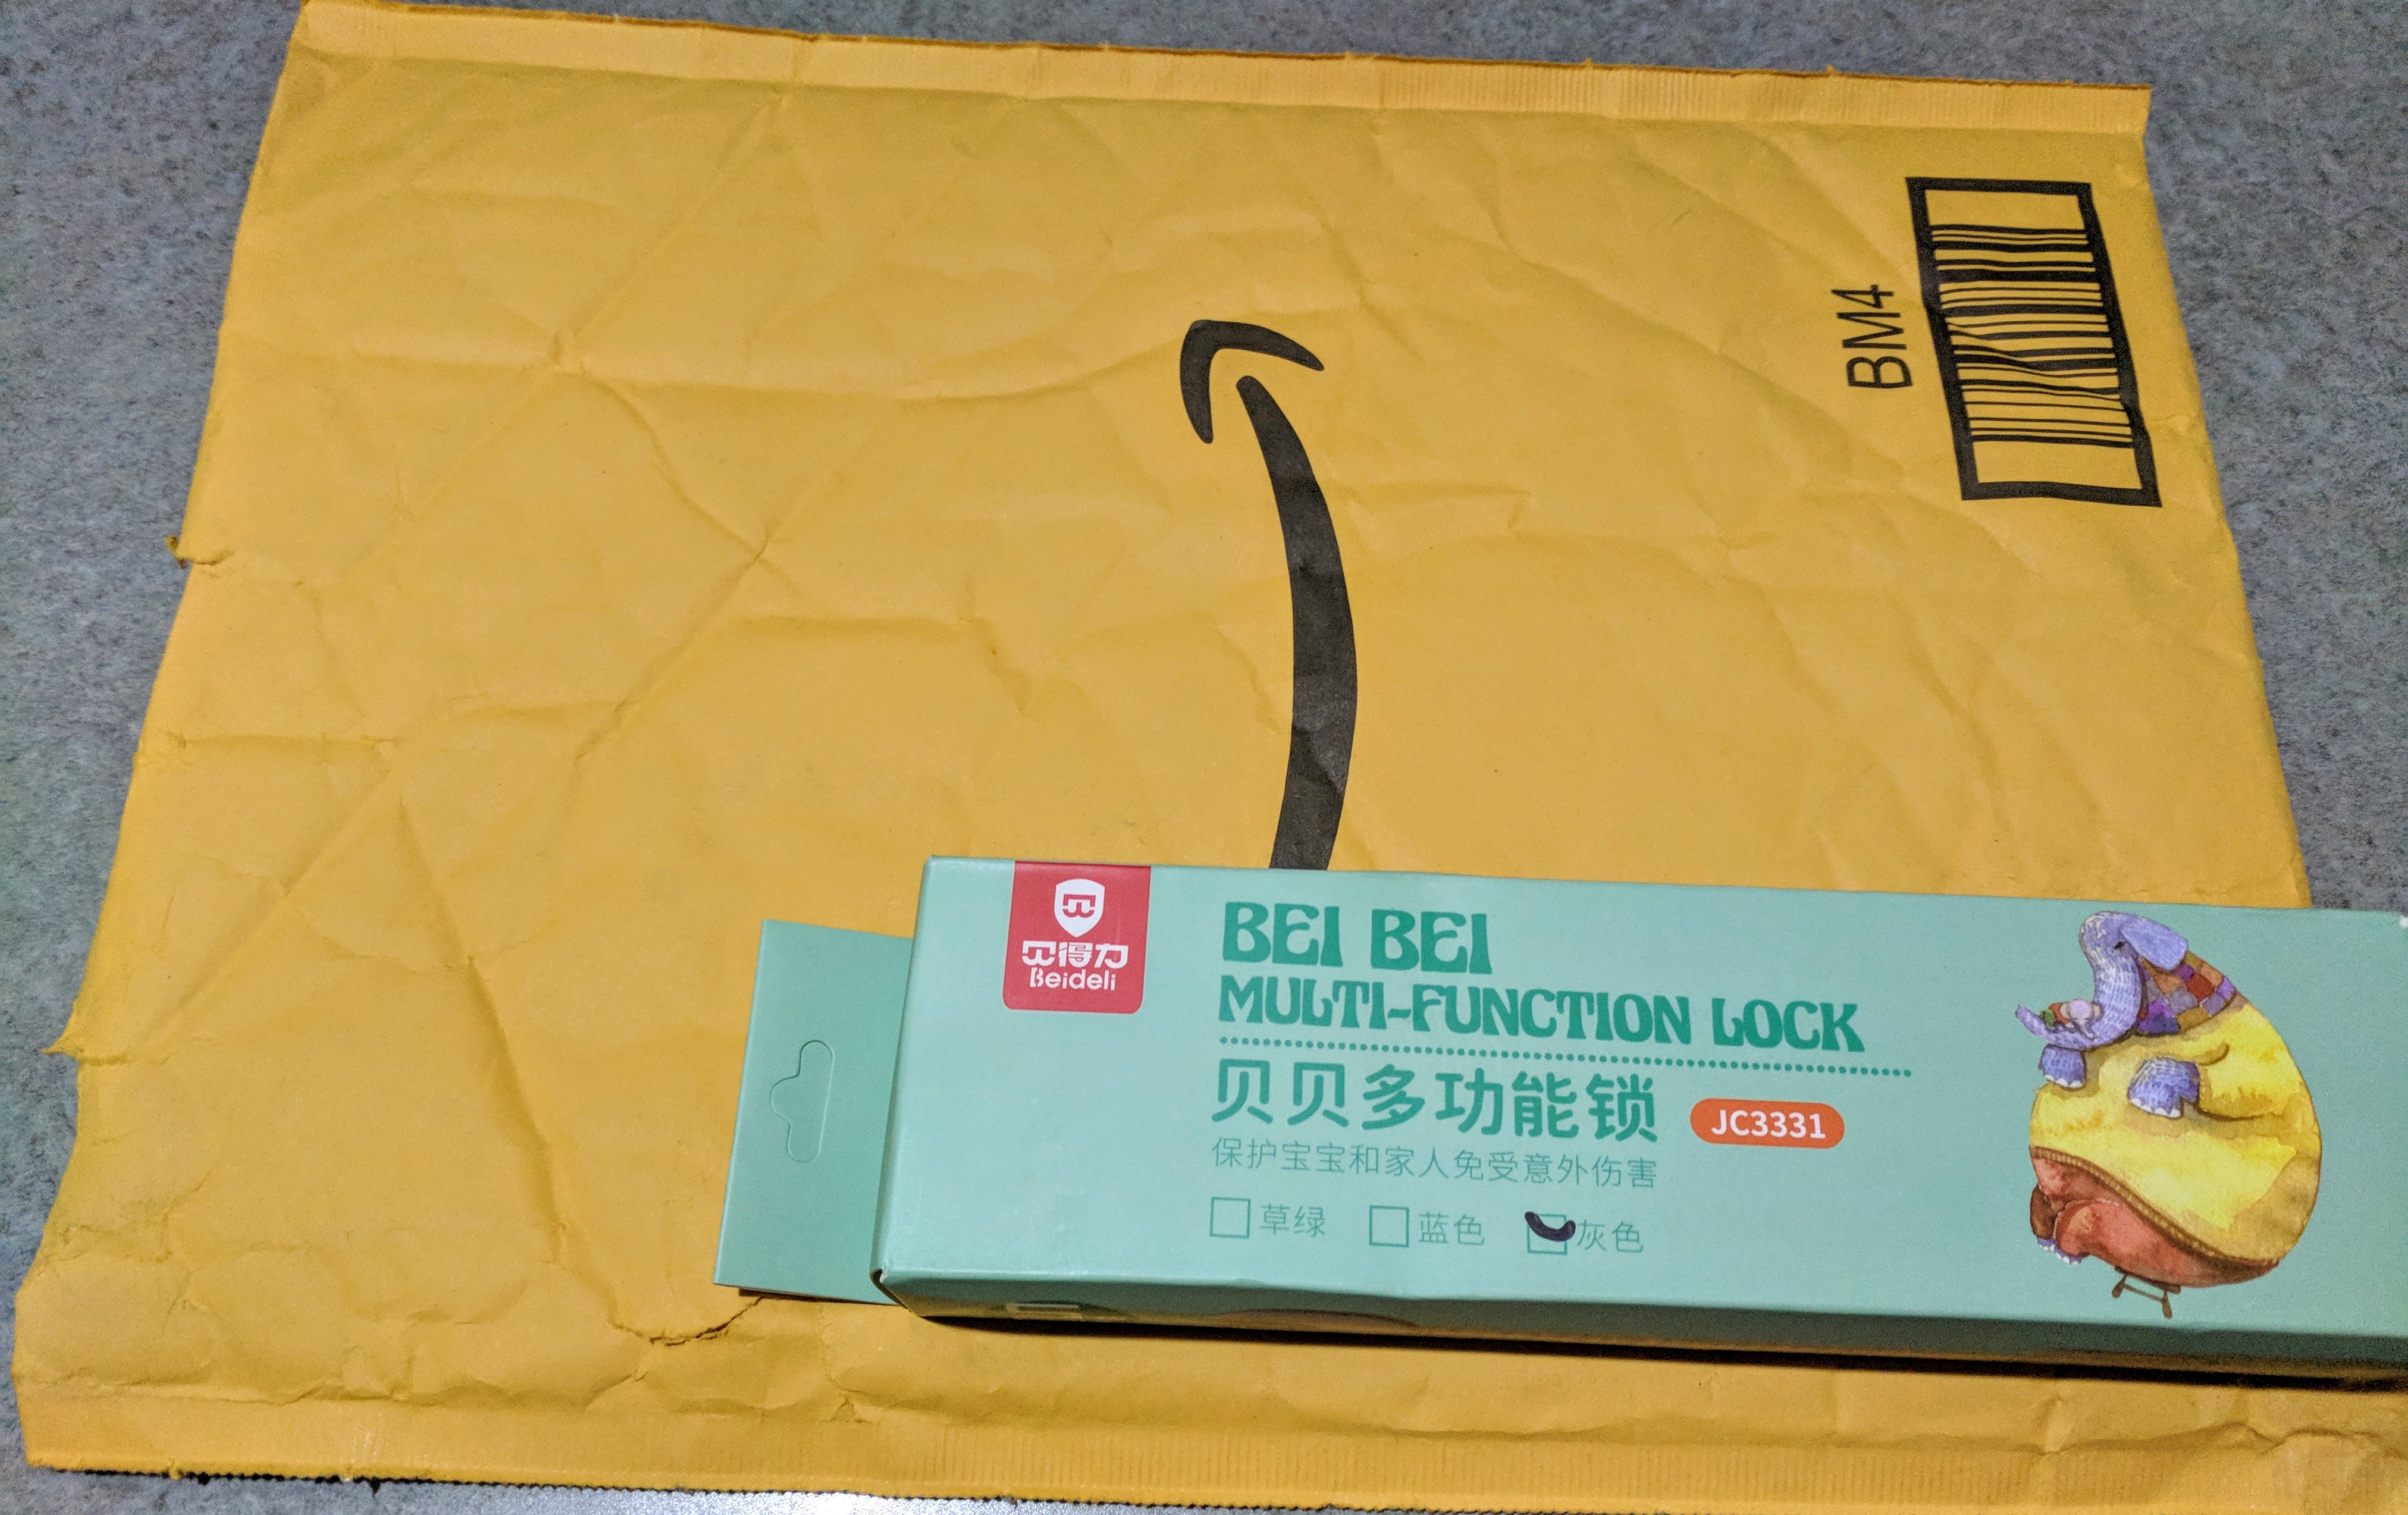 BM4
贝得力
Beideli
BEI BEI
MULTI-FUNCTION LOCK
贝贝多功能锁 JC3331
保护宝宝和家人免受意外伤害
草绿 蓝色 灰色